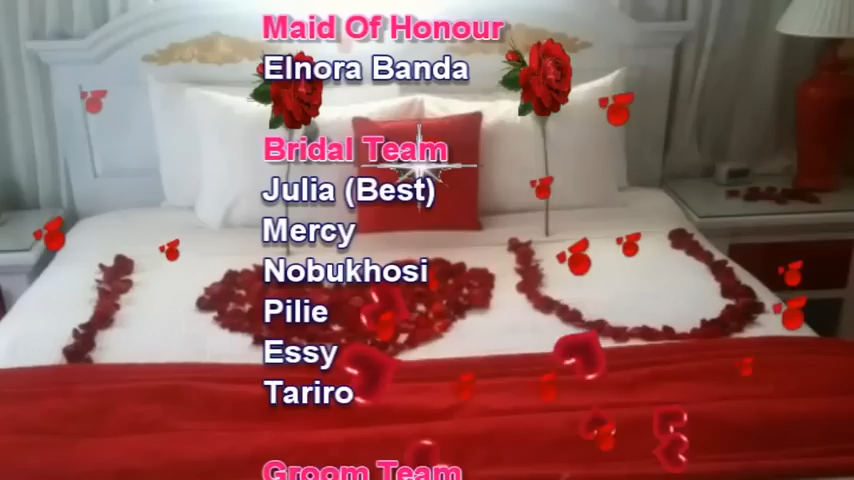 Maid Of Honour
Elnora Banda
Bridal Team
Julia (Best)
Mercy
Nobukhosi
Pilie
Essy
Tariro
Groom Team